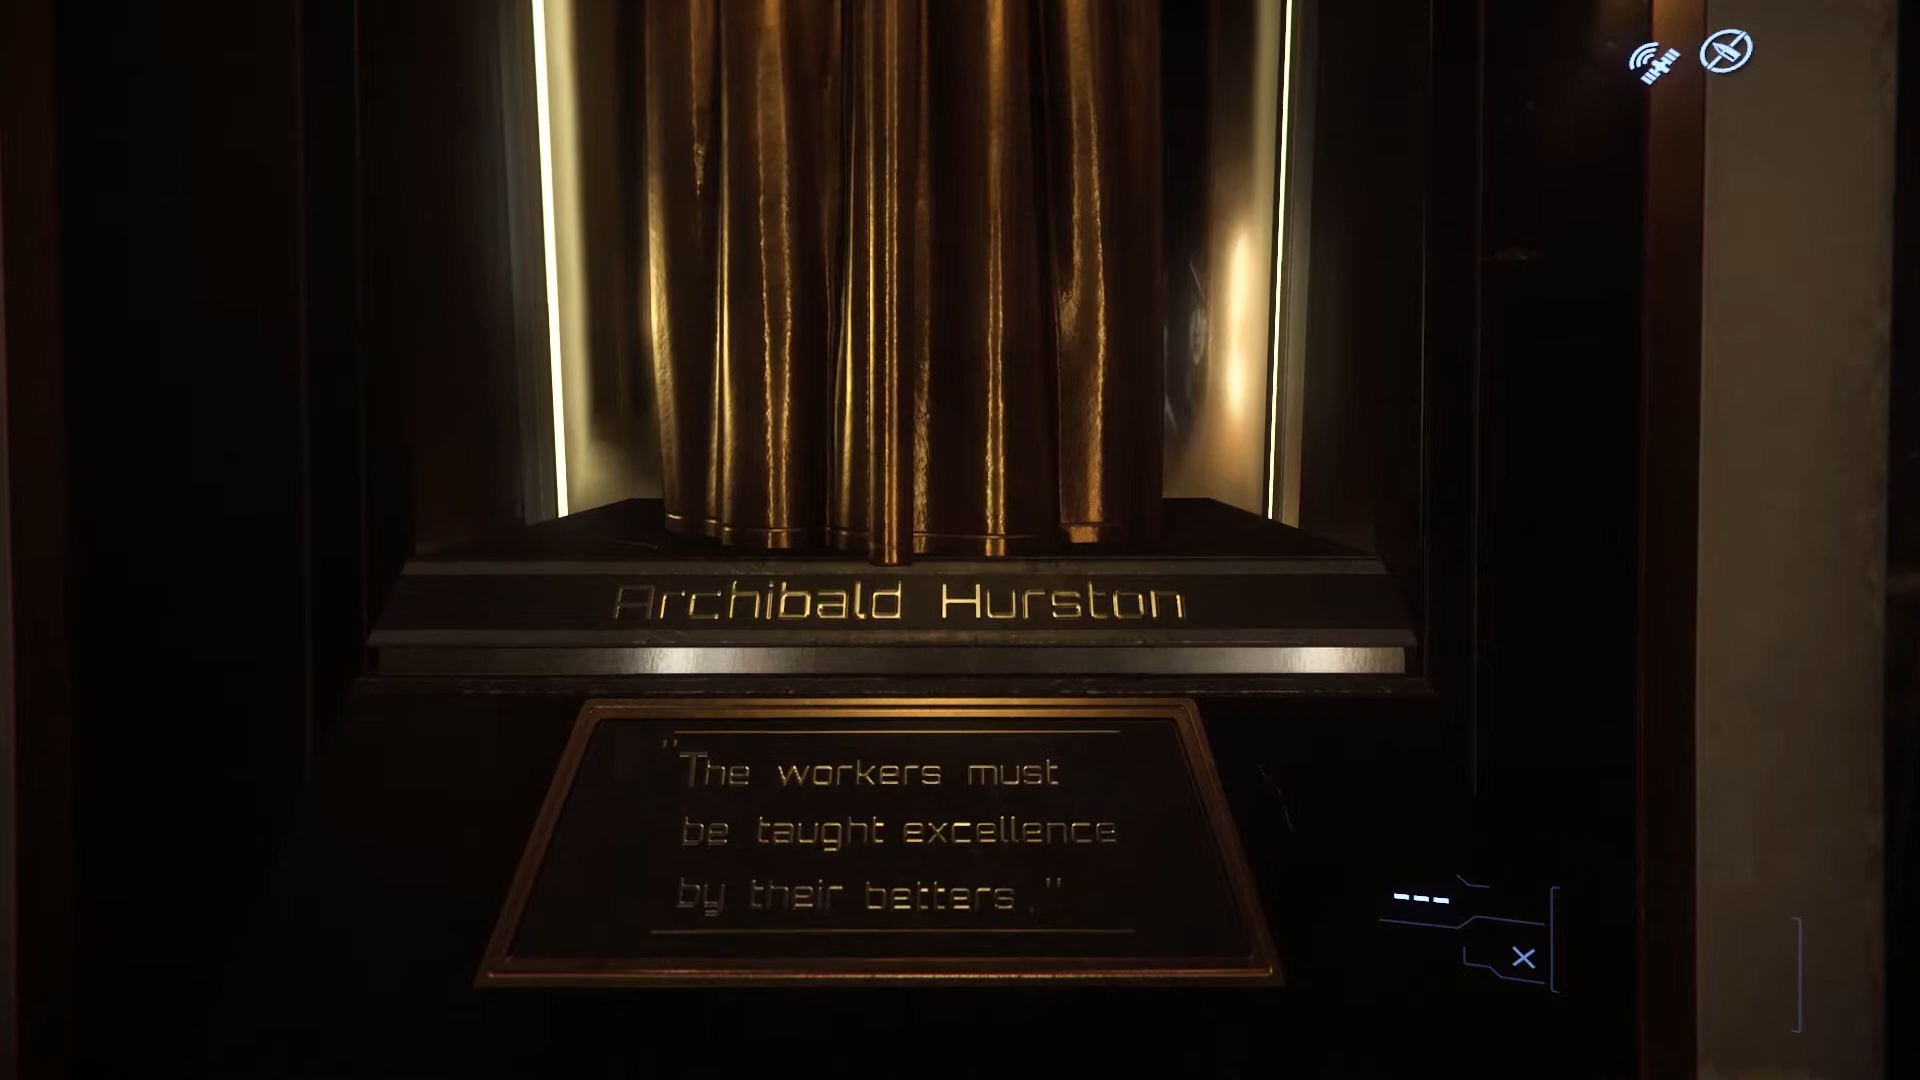 Archibald Hurston
"The workers must
be taught excellence
by their betters."